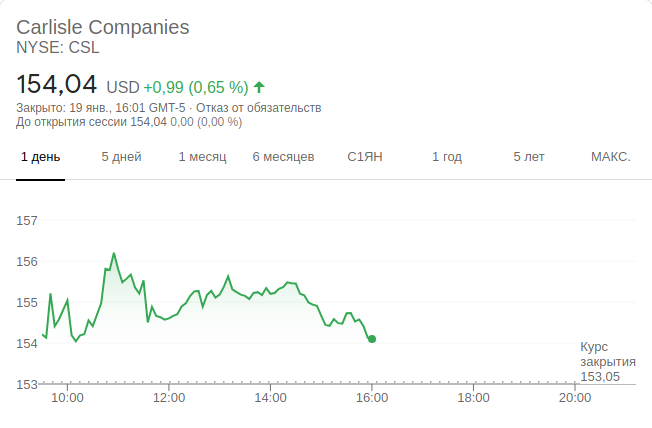 Carlisle Companies
NYSE: CSL
154,04 USD +0,99 (0,65 %)
Закрыто: 19 янв., 16:01 GMT-5 · Отказ от обязательств
До открытия сессии 154,04 0,00 (0,00 %)
1 день 5 дней 1 месяц 6 месяцев С1ЯН 1 год 5 лет МАКС.
157
156
155
154
153
Курс
закрытия
153,05
10:00 12:00 14:00 16:00 18:00 20:00